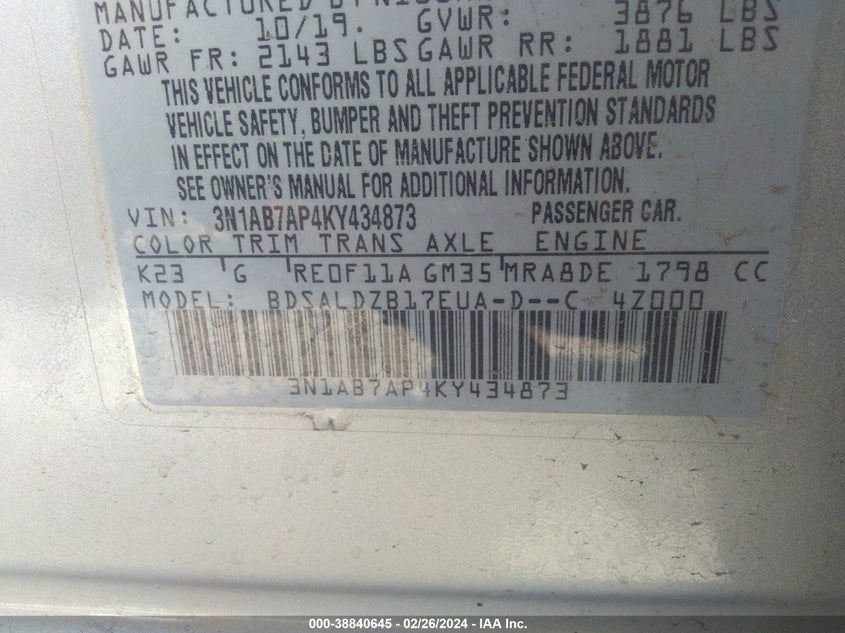 MANUFACTURED BY
DATE: 10/19. GVWR: 3876 LBS
GAWR FR: 2143 LBS GAWR RR: 1881 LBS
THIS VEHICLE CONFORMS TO ALL APPLICABLE FEDERAL MOTOR
VEHICLE SAFETY, BUMPER AND THEFT PREVENTION STANDARDS
IN EFFECT ON THE DATE OF MANUFACTURE SHOWN ABOVE.
SEE OWNER'S MANUAL FOR ADDITIONAL INFORMATION.
VIN: 3N1AB7AP4KY434873 PASSENGER CAR.
COLOR TRIM TRANS AXLE ENGINE
K23 G RE0F11A GM35 MRA8DE 1798 CC
MODEL: BDSALDZB17EUA-D--C 4Z000
3N1AB7AP4KY434873
000-38840645 - 02/26/2024 - IAA Inc.